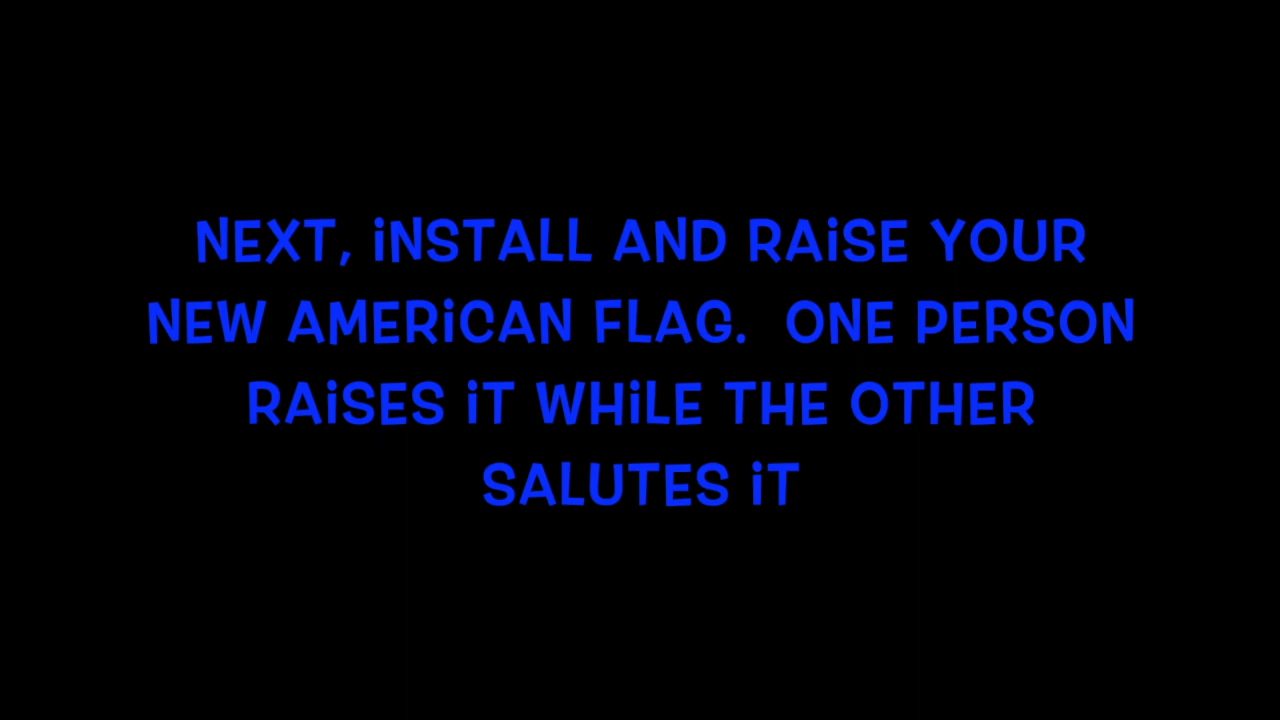 NEXT, iNSTALL AND RAiSE YOUR
NEW AMERiCAN FLAG.  ONE PERSON
RAiSES iT WHiLE THE OTHER
SALUTES iT